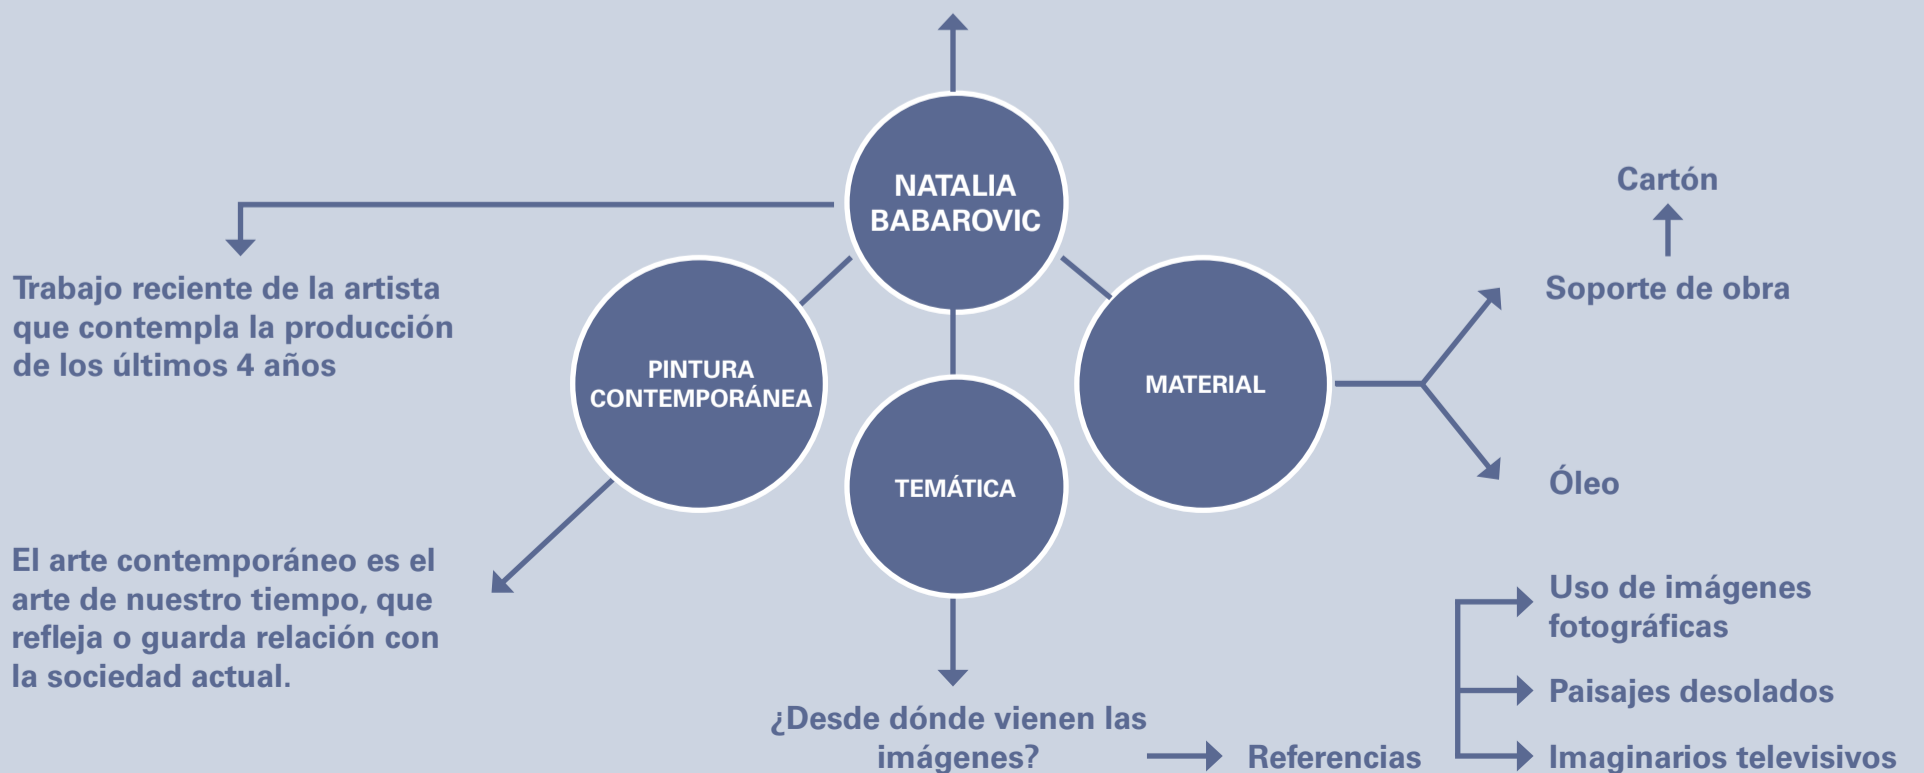 NATALIA
BABAROVIC
Trabajo reciente de la artista
que contempla la producción
de los últimos 4 años
PINTURA
CONTEMPORÁNEA
TEMÁTICA
MATERIAL
Cartón
Soporte de obra
Óleo
El arte contemporáneo es el
arte de nuestro tiempo, que
refleja o guarda relación con
la sociedad actual.
¿Desde dónde vienen las
imágenes?
Referencias
Uso de imágenes
fotográficas
Paisajes desolados
Imaginarios televisivos